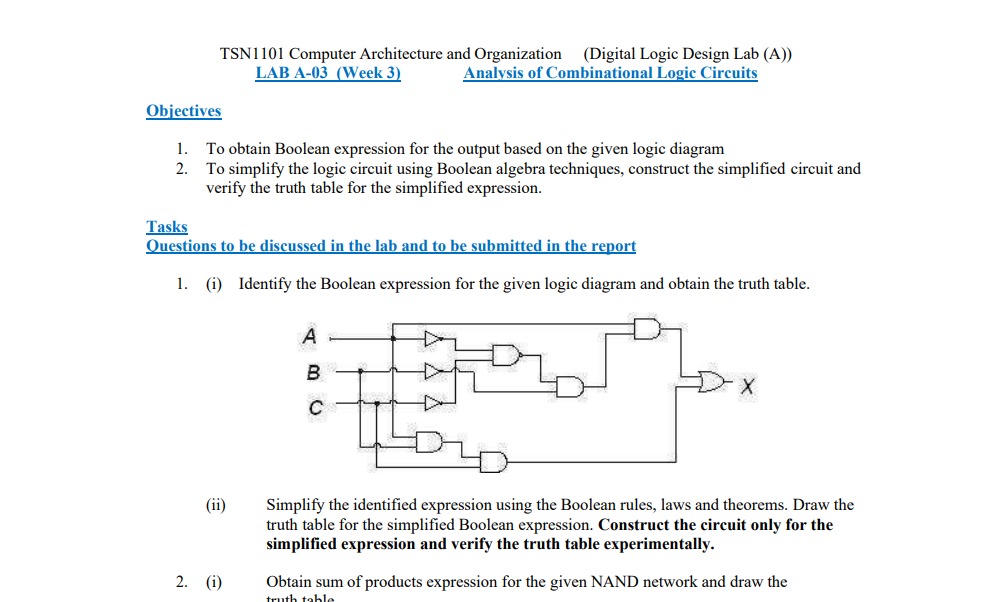 TSN1101 Computer Architecture and Organization (Digital Logic Design Lab (A))
LAB A-03 (Week 3) Analysis of Combinational Logic Circuits
Objectives
1. To obtain Boolean expression for the output based on the given logic diagram
2. To simplify the logic circuit using Boolean algebra techniques, construct the simplified circuit and
verify the truth table for the simplified expression.
Tasks
Questions to be discussed in the lab and to be submitted in the report
1. (i) Identify the Boolean expression for the given logic diagram and obtain the truth table.
A
B
C
X
(ii) Simplify the identified expression using the Boolean rules, laws and theorems. Draw the
truth table for the simplified Boolean expression. Construct the circuit only for the
simplified expression and verify the truth table experimentally.
2. (i) Obtain sum of products expression for the given NAND network and draw the
truth table